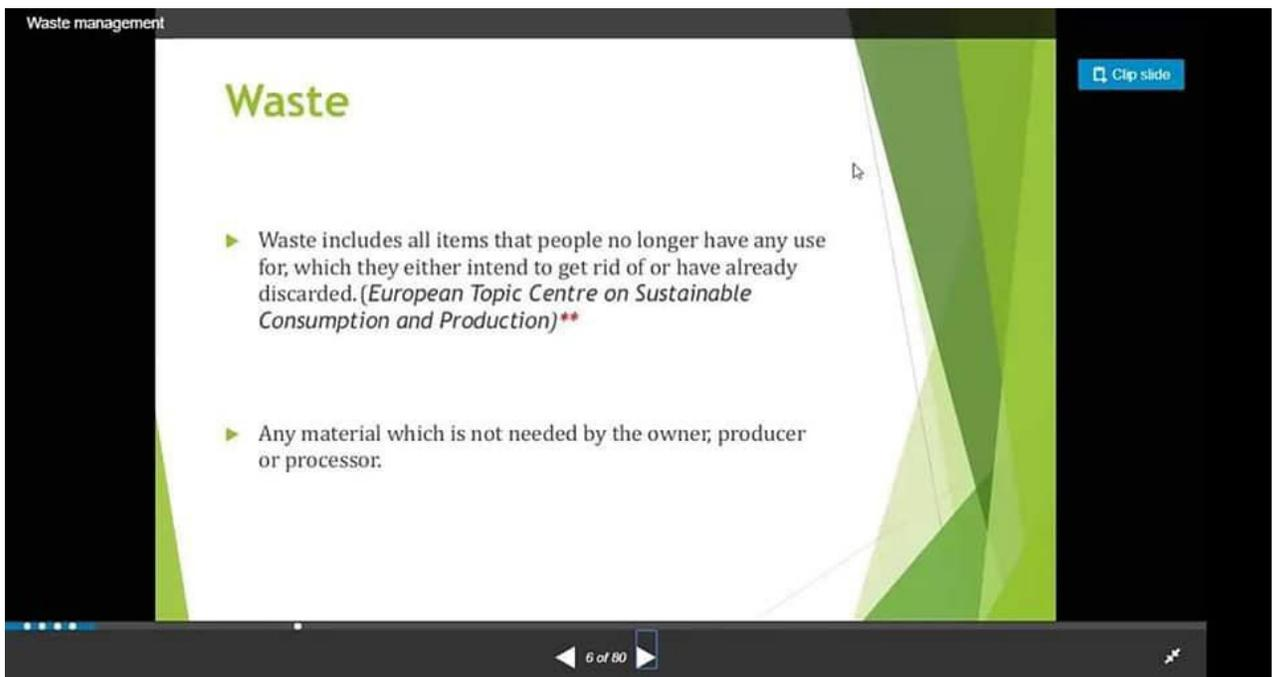 Waste management
Clip slide
Waste
Waste includes all items that people no longer have any use
for, which they either intend to get rid of or have already
discarded.(European Topic Centre on Sustainable
Consumption and Production)**
Any material which is not needed by the owner, producer
or processor.
6 of 80